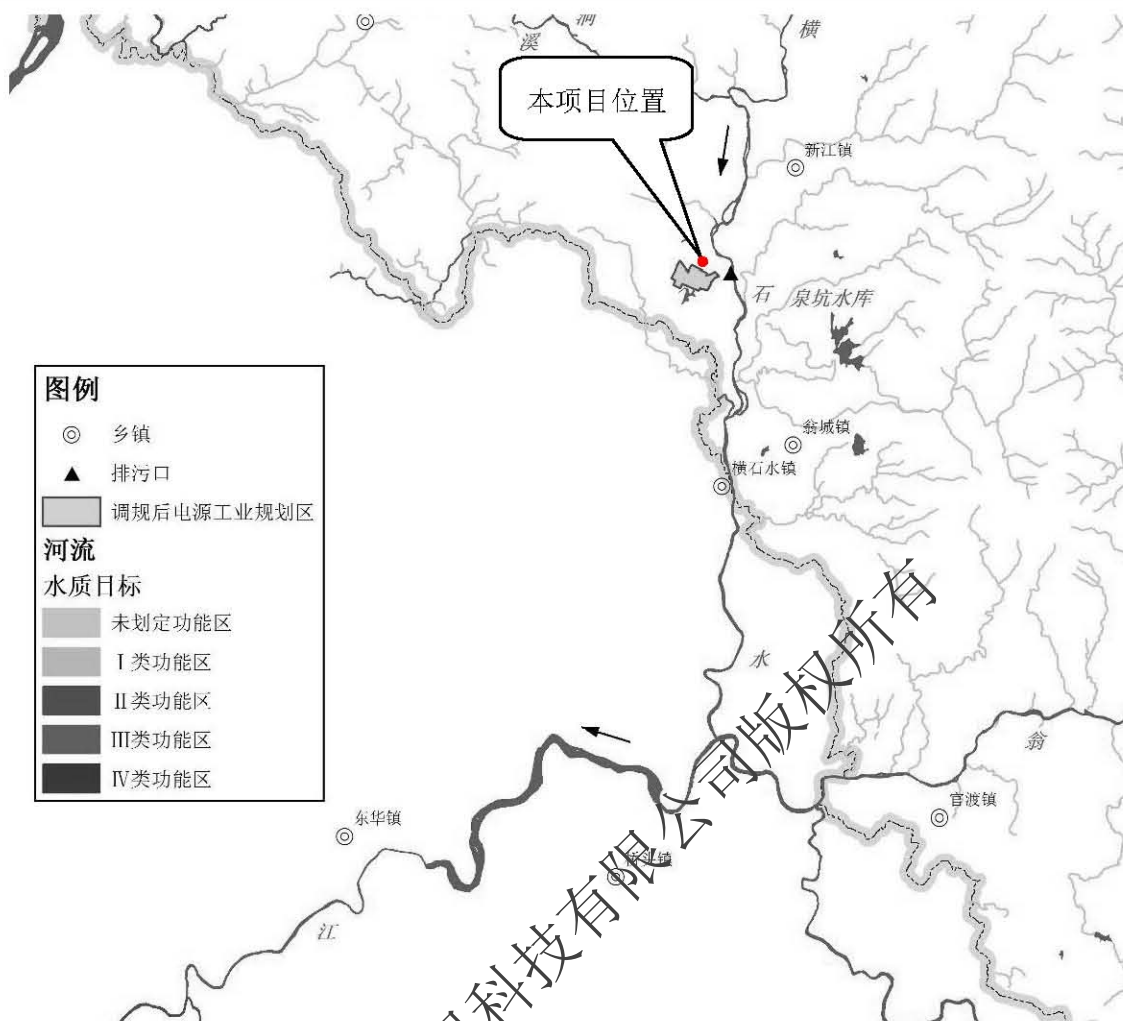 溪
洞
横
本项目位置
新江镇
石
泉坑水库
图例
乡镇
排污口
调规后电源工业规划区
河流
水质目标
未划定功能区
I类功能区
II类功能区
III类功能区
IV类功能区
翁城镇
横石水镇
水
翁
官渡镇
东华镇
桥头镇
江
科技有限公司版权所有